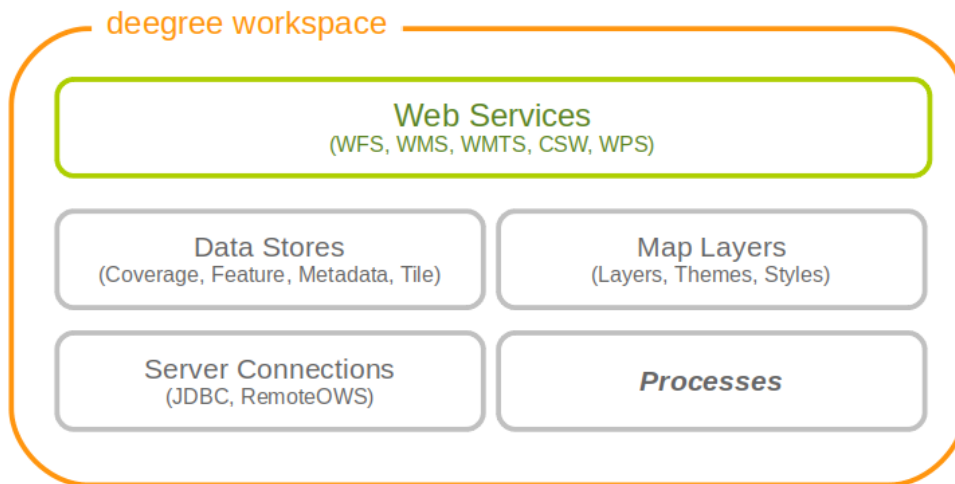 deegree workspace
Web Services
(WFS, WMS, WMTS, CSW, WPS)
Data Stores
(Coverage, Feature, Metadata, Tile)
Map Layers
(Layers, Themes, Styles)
Server Connections
(JDBC, RemoteOWS)
Processes